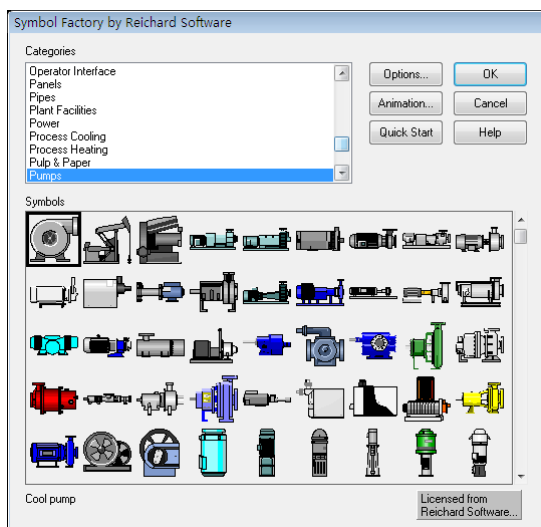 Symbol Factory by Reichard Software
Categories
Operator Interface
Panels
Pipes
Plant Facilities
Power
Process Cooling
Process Heating
Pulp & Paper
Pumps
Options...
OK
Animation...
Cancel
Quick Start
Help
Symbols
Cool pump
Licensed from
Reichard Software...